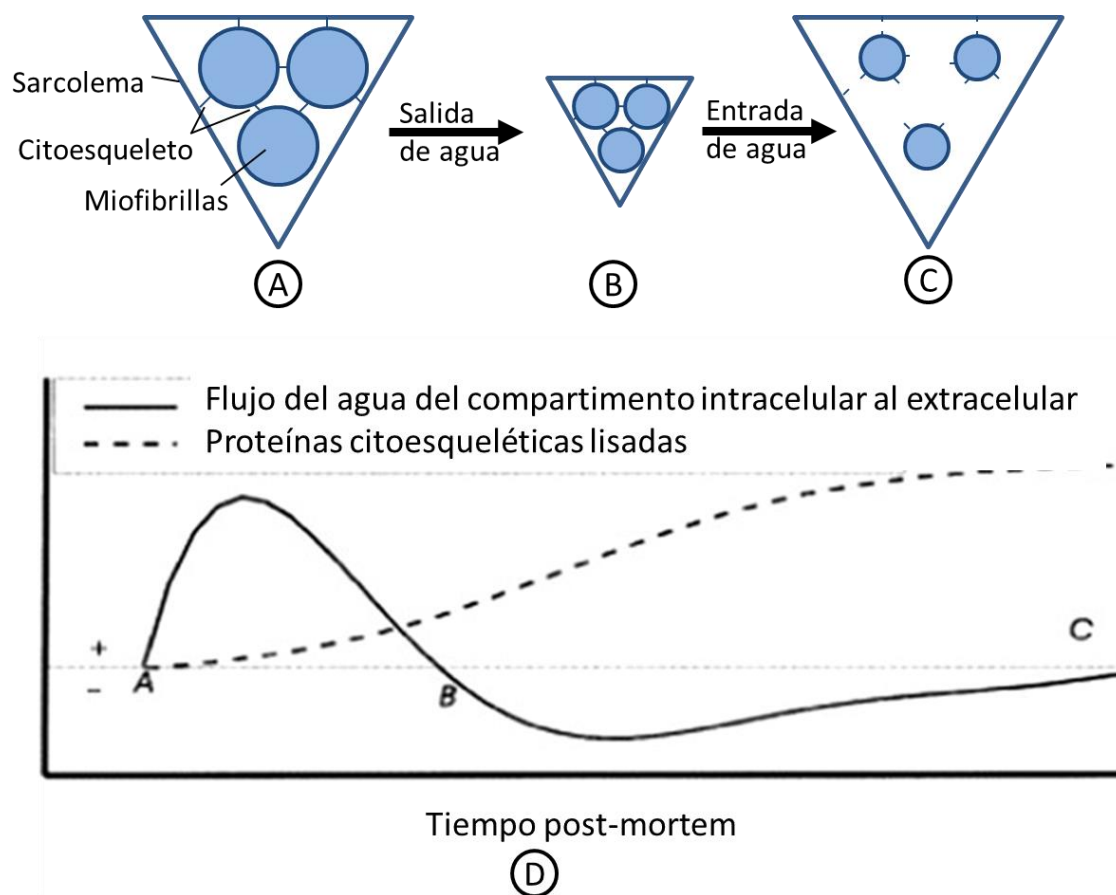 Sarcolema
Citoesqueleto
Miofibrillas
Salida
de agua
Entrada
de agua
A
B
C
Flujo del agua del compartimento intracelular al extracelular
Proteínas citoesqueléticas lisadas
+
−
A
B
C
Tiempo post-mortem
D